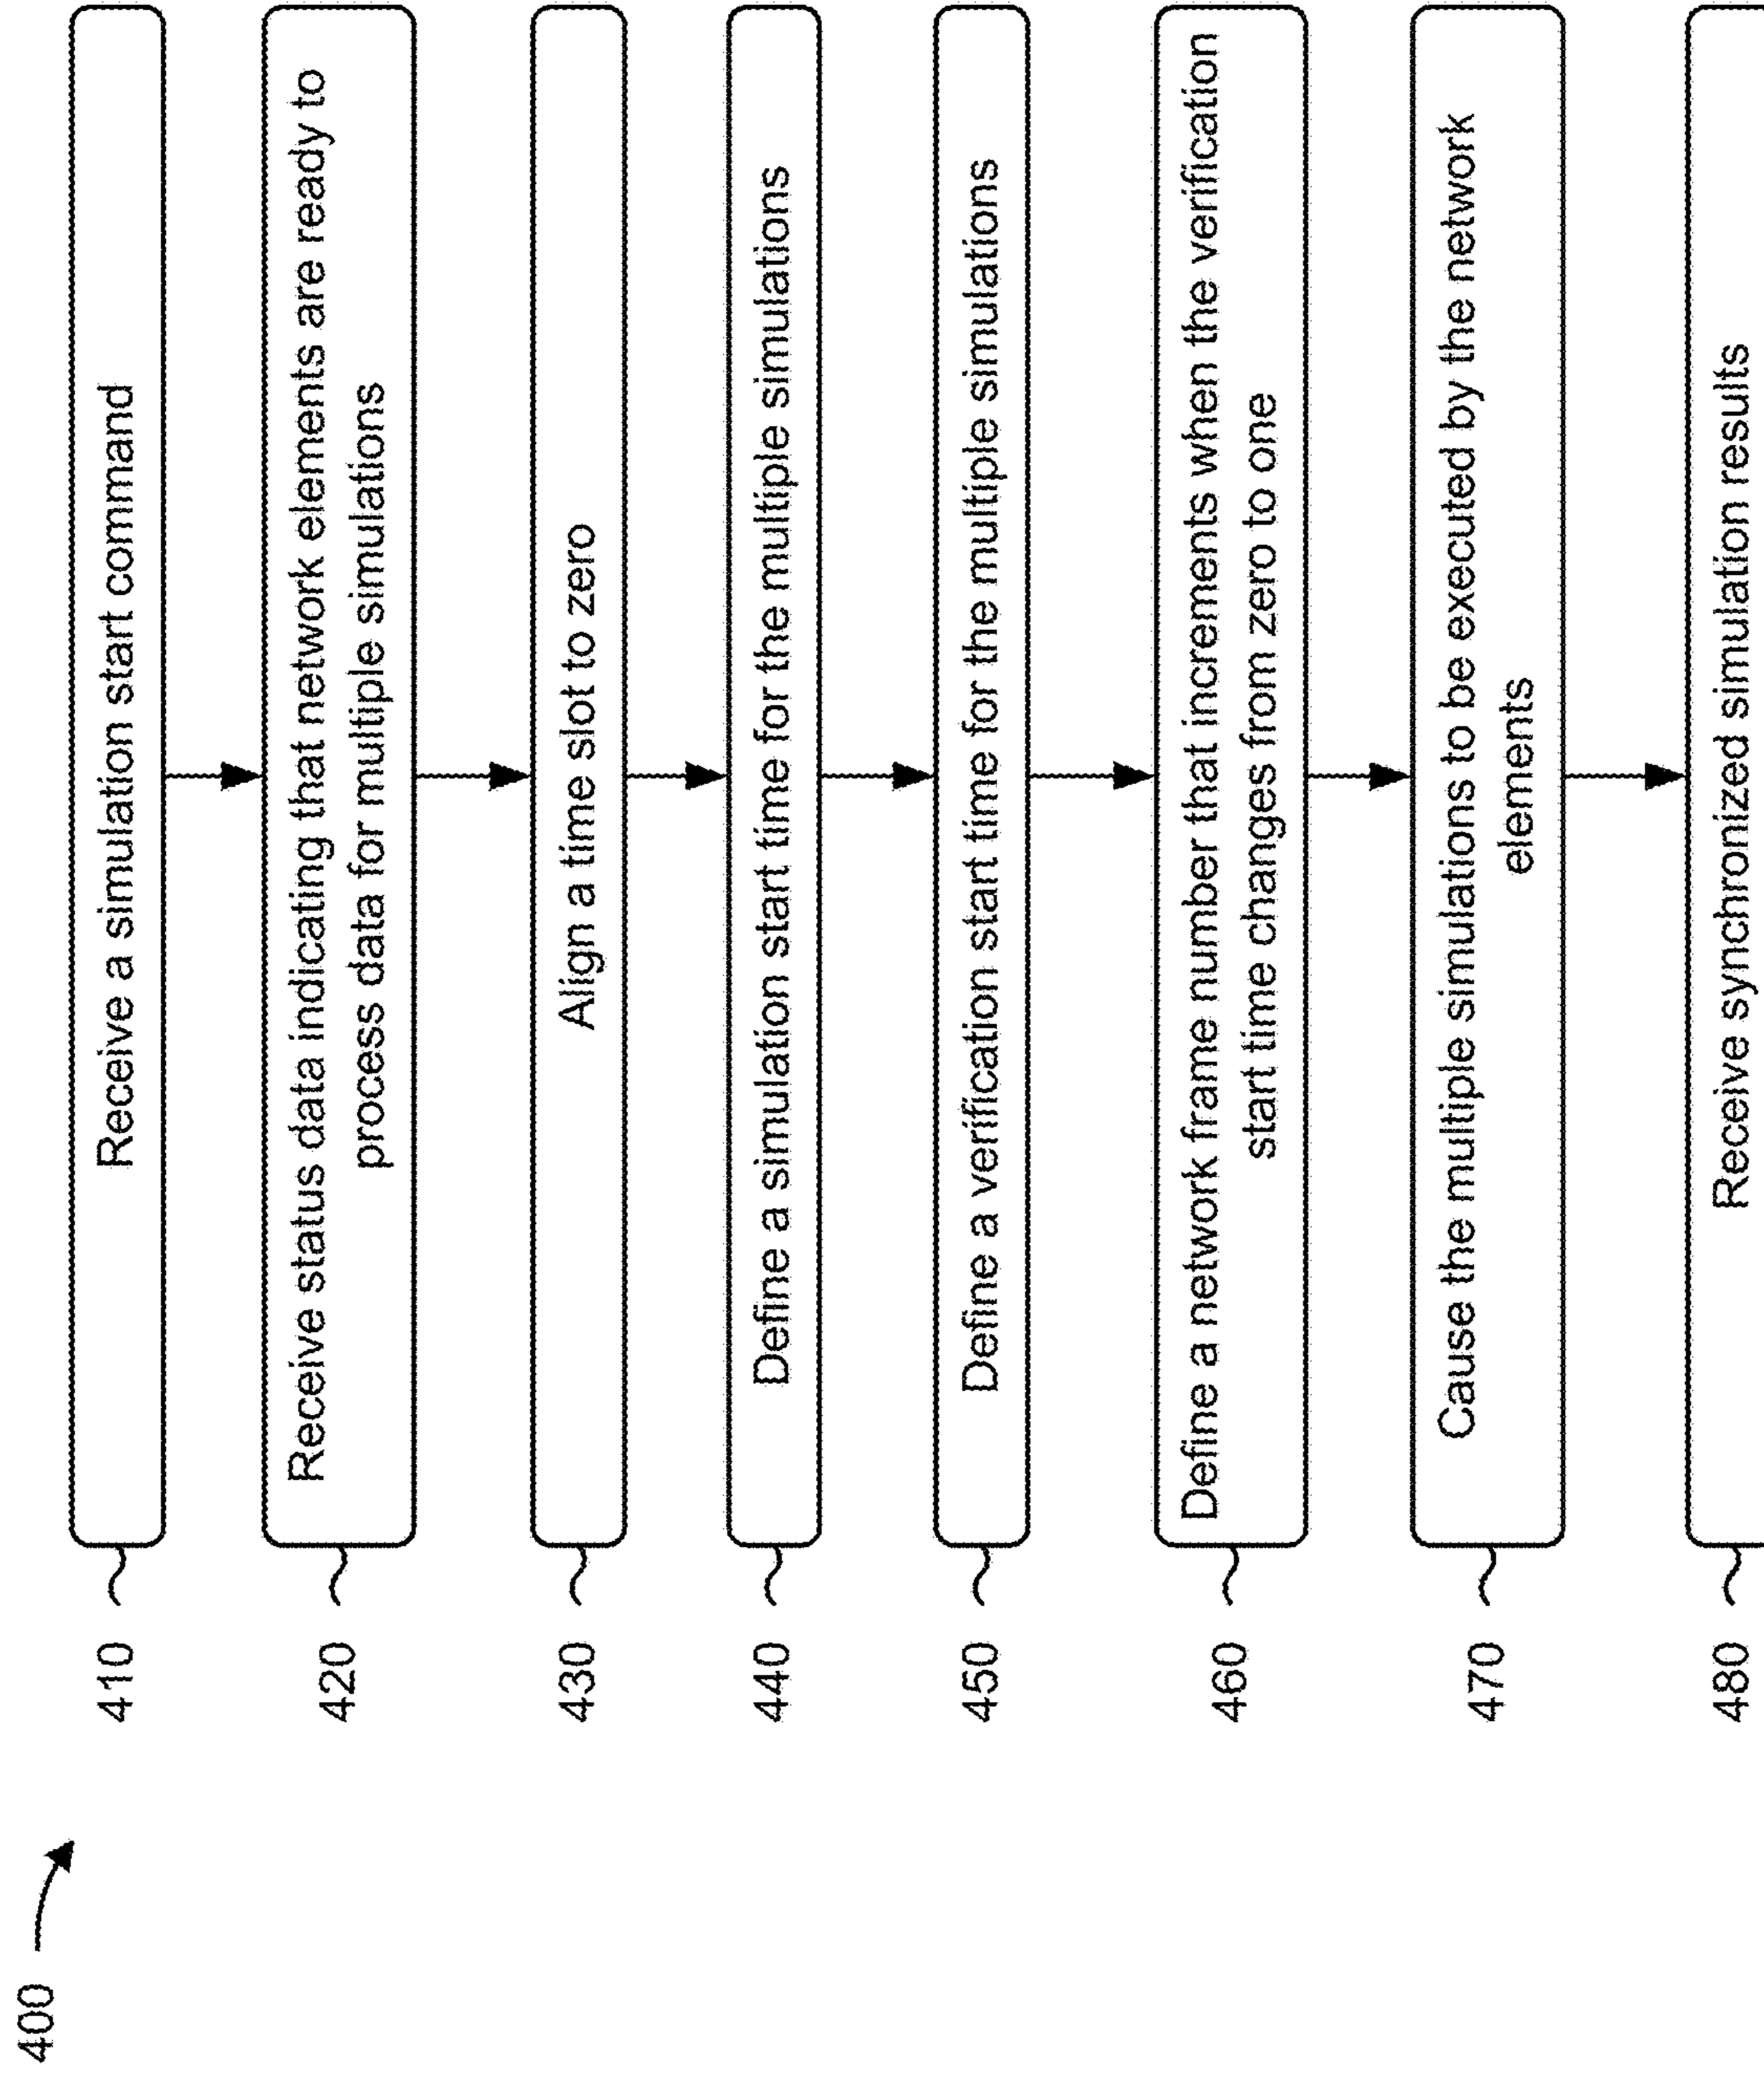 400
410
Receive a simulation start command
420
Receive status data indicating that network elements are ready to
process data for multiple simulations
430
Align a time slot to zero
440
Define a simulation start time for the multiple simulations
450
Define a verification start time for the multiple simulations
460
Define a network frame number that increments when the verification
start time changes from zero to one
470
Cause the multiple simulations to be executed by the network
elements
480
Receive synchronized simulation results